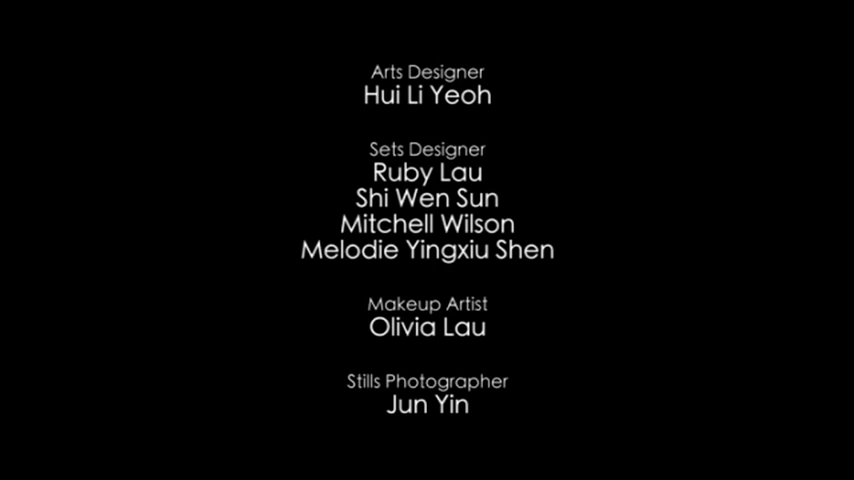 Arts Designer
Hui Li Yeoh
Sets Designer
Ruby Lau
Shi Wen Sun
Mitchell Wilson
Melodie Yingxiu Shen
Makeup Artist
Olivia Lau
Stills Photographer
Jun Yin